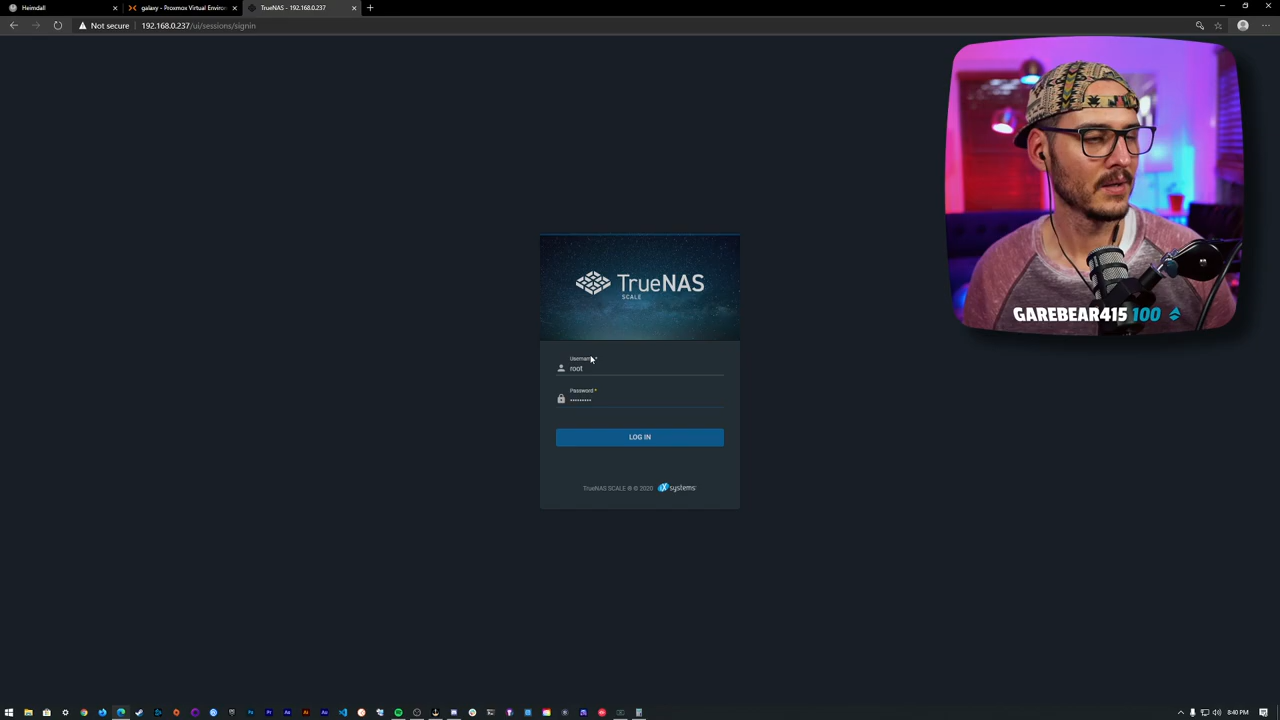 Heimdall
galaxy - Proxmox Virtual Environ
TrueNAS - 192.168.0.237
Not secure
192.168.0.237/ui/sessions/signin
TrueNAS
SCALE
Username *
root
Password *
LOG IN
TrueNAS SCALE ® © 2020 iXsystems
GAREBEAR415 100
8:40 PM